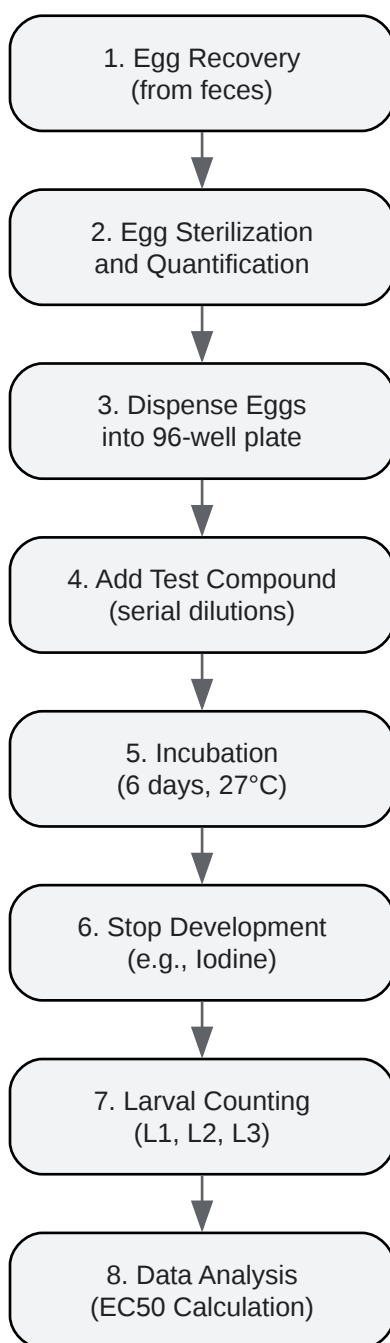 1. Egg Recovery
(from feces)
2. Egg Sterilization
and Quantification
3. Dispense Eggs
into 96-well plate
4. Add Test Compound
(serial dilutions)
5. Incubation
(6 days, 27°C)
6. Stop Development
(e.g., Iodine)
7. Larval Counting
(L1, L2, L3)
8. Data Analysis
(EC50 Calculation)